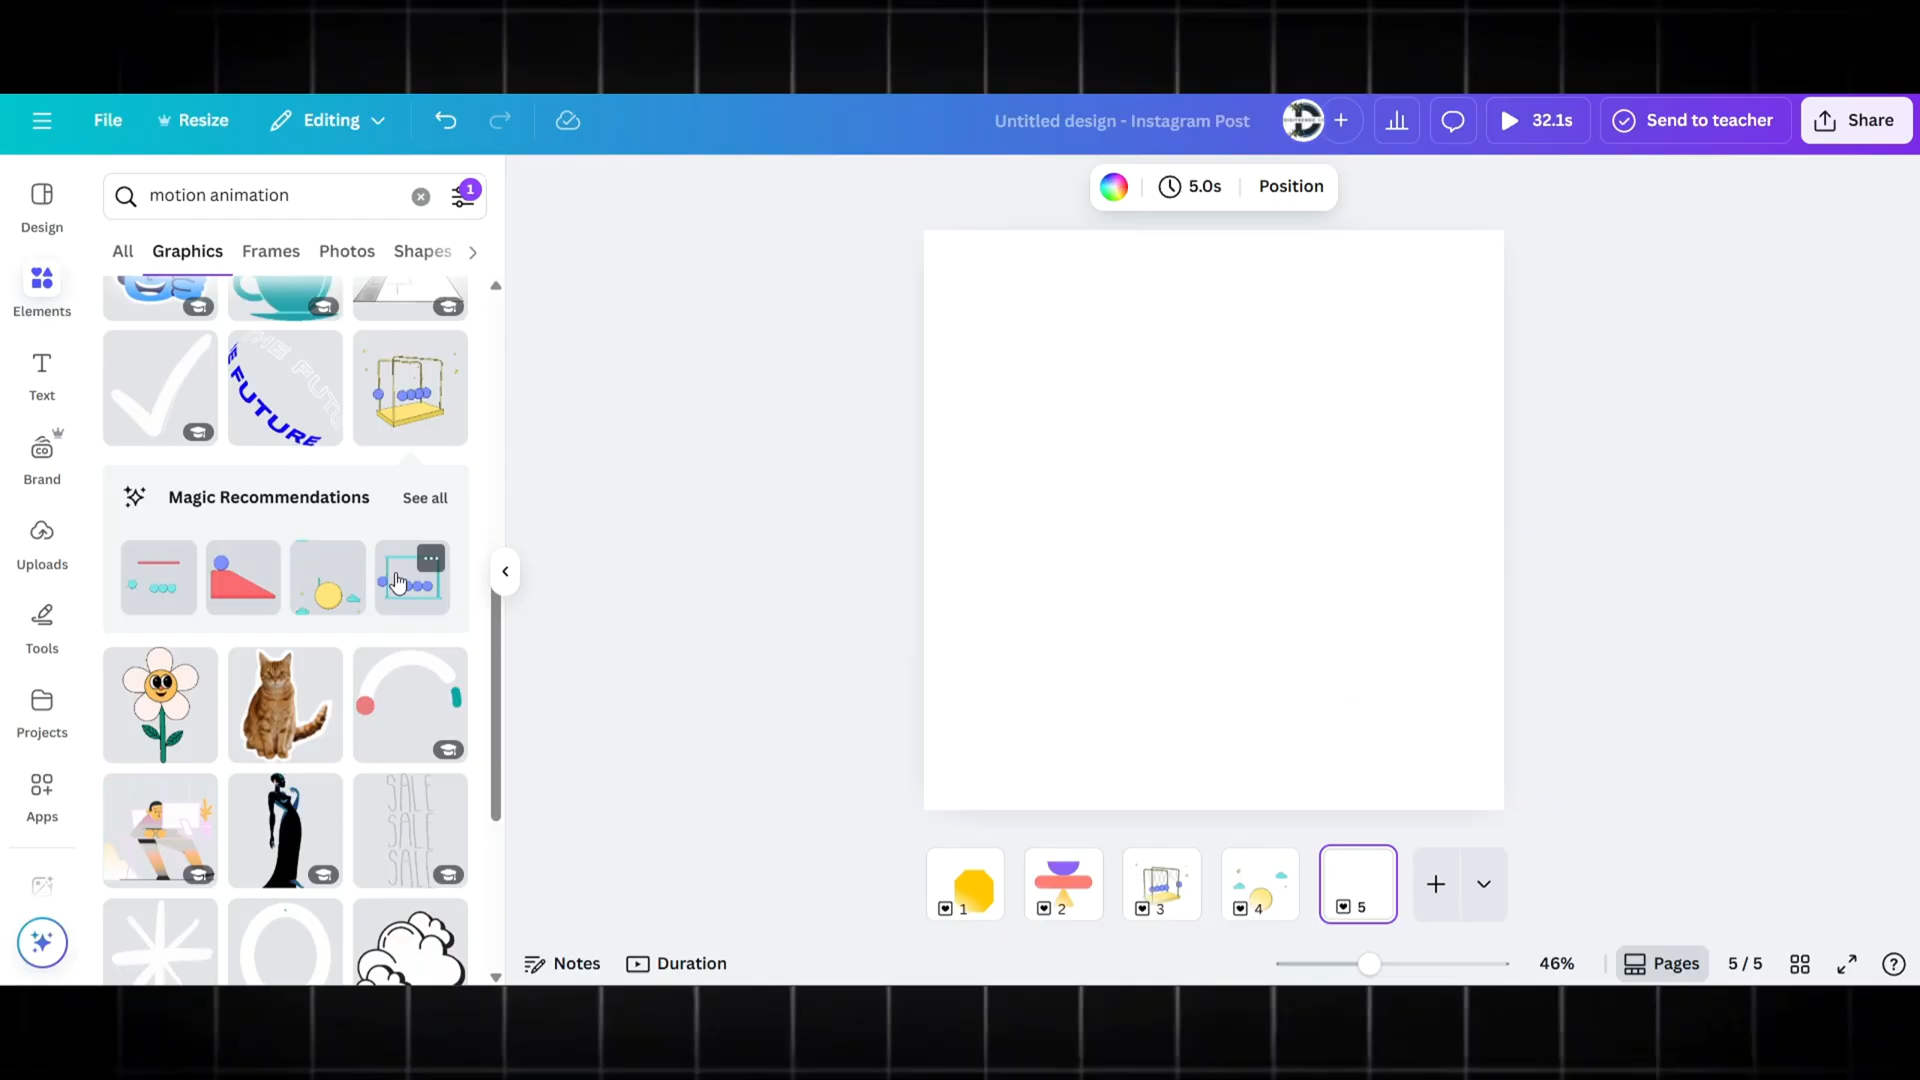 File
Resize
Editing
Untitled design - Instagram Post
32.1s
Send to teacher
Share
Design
Elements
Text
Brand
Uploads
Tools
Projects
Apps
motion animation
1
All
Graphics
Frames
Photos
Shapes
THE FUTURE
FUTURE
Magic Recommendations
See all
SALE
SALE
SALE
5.0s
Position
1
2
3
4
5
Notes
Duration
46%
Pages
5 / 5